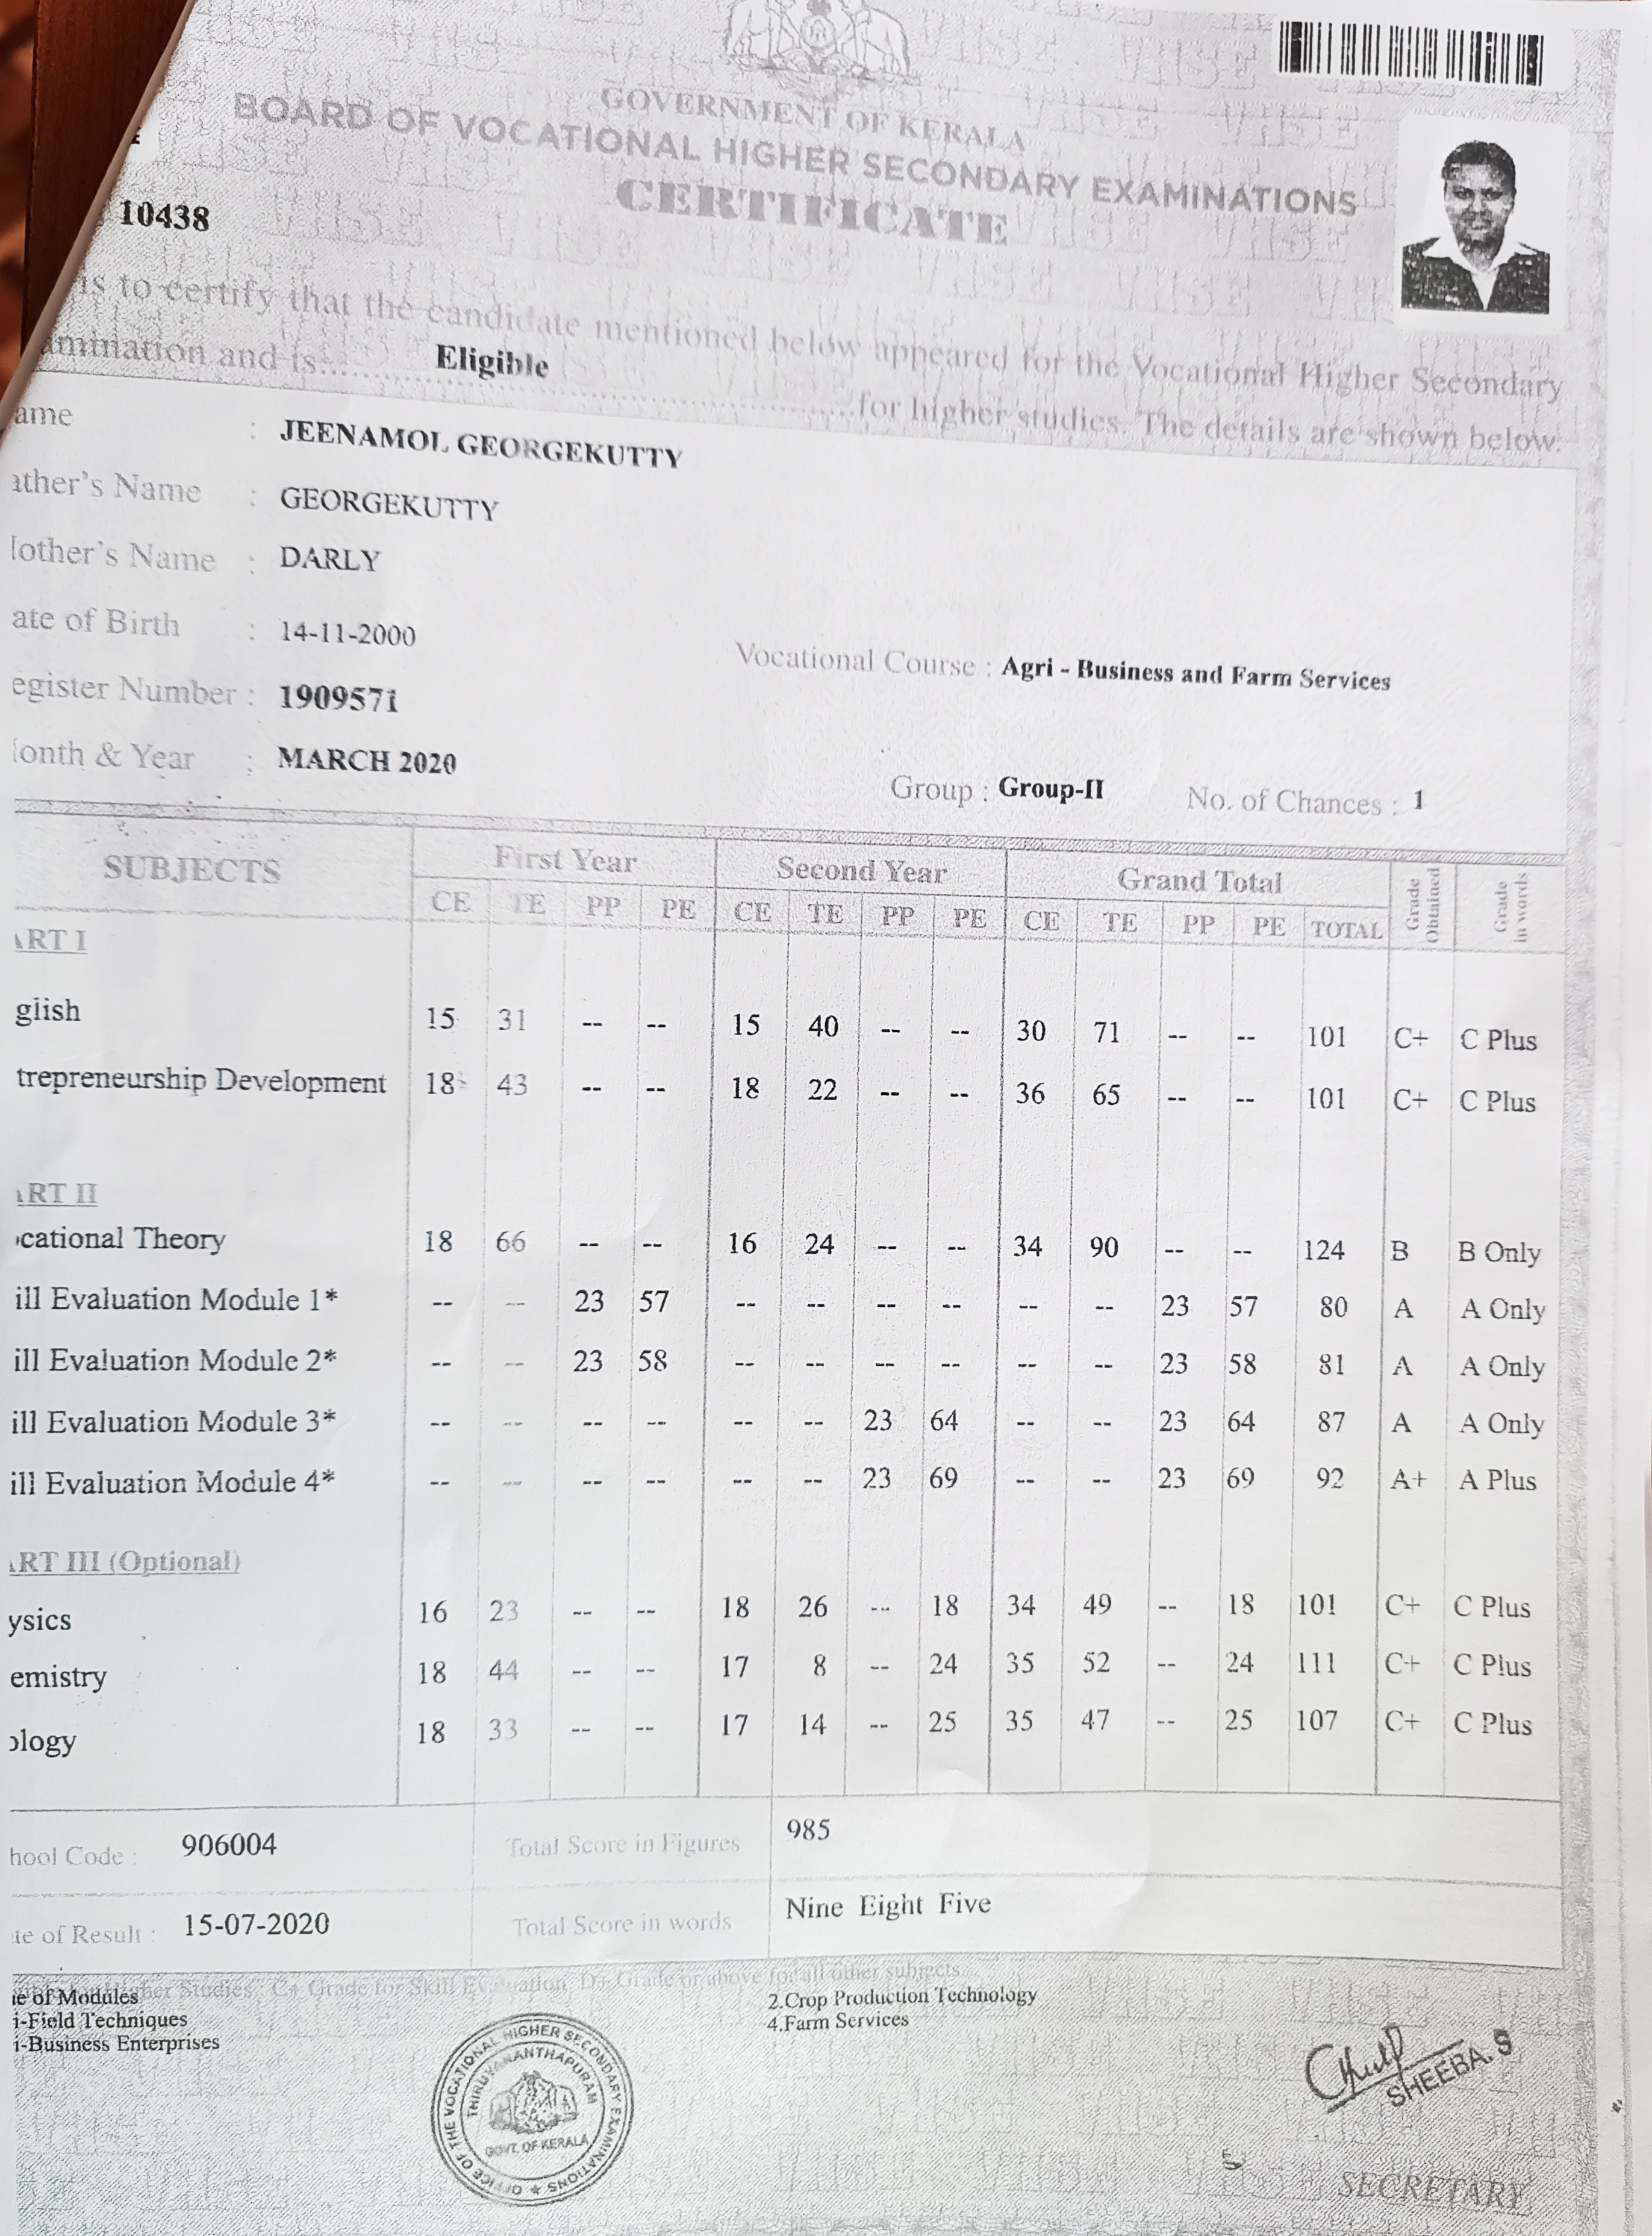 GOVERNMENT OF KERALA
BOARD OF VOCATIONAL HIGHER SECONDARY EXAMINATIONS
CERTIFICATE
10438
is to certify that the candidate mentioned below appeared for the Vocational Higher Secondary
amination and is.......... Eligible ..........for higher studies. The details are shown below.
ame : JEENAMOL GEORGEKUTTY
ather's Name : GEORGEKUTTY
other's Name : DARLY
ate of Birth : 14-11-2000
Vocational Course : Agri - Business and Farm Services
egister Number : 1909571
onth & Year : MARCH 2020
Group : Group-II No. of Chances : 1
SUBJECTS First Year Second Year Grand Total Grade Obtained Grade in words
CE TE PP PE CE TE PP PE CE TE PP PE TOTAL
ART I
glish 15 31 -- -- 15 40 -- -- 30 71 -- -- 101 C+ C Plus
trepreneurship Development 18 43 -- -- 18 22 -- -- 36 65 -- -- 101 C+ C Plus
ART II
cational Theory 18 66 -- -- 16 24 -- -- 34 90 -- -- 124 B B Only
ill Evaluation Module 1* -- -- 23 57 -- -- -- -- -- -- 23 57 80 A A Only
ill Evaluation Module 2* -- -- 23 58 -- -- -- -- -- -- 23 58 81 A A Only
ill Evaluation Module 3* -- -- -- -- -- -- 23 64 -- -- 23 64 87 A A Only
ill Evaluation Module 4* -- -- -- -- -- -- 23 69 -- -- 23 69 92 A+ A Plus
ART III (Optional)
ysics 16 23 -- -- 18 26 -- 18 34 49 -- 18 101 C+ C Plus
emistry 18 44 -- -- 17 8 -- 24 35 52 -- 24 111 C+ C Plus
ology 18 33 -- -- 17 14 -- 25 35 47 -- 25 107 C+ C Plus
hool Code : 906004 Total Score in Figures 985
te of Result : 15-07-2020 Total Score in words Nine Eight Five
her Studies: C+ Grade for Skill Evaluation, D+ Grade or above for all other subjects.
e of Modules 2.Crop Production Technology
i-Field Techniques 4.Farm Services
i-Business Enterprises
OFFICE OF THE VOCATIONAL HIGHER SECONDARY EXAMINATIONS
THIRUVANANTHAPURAM
GOVT. OF KERALA
SHEEBA. S
SECRETARY